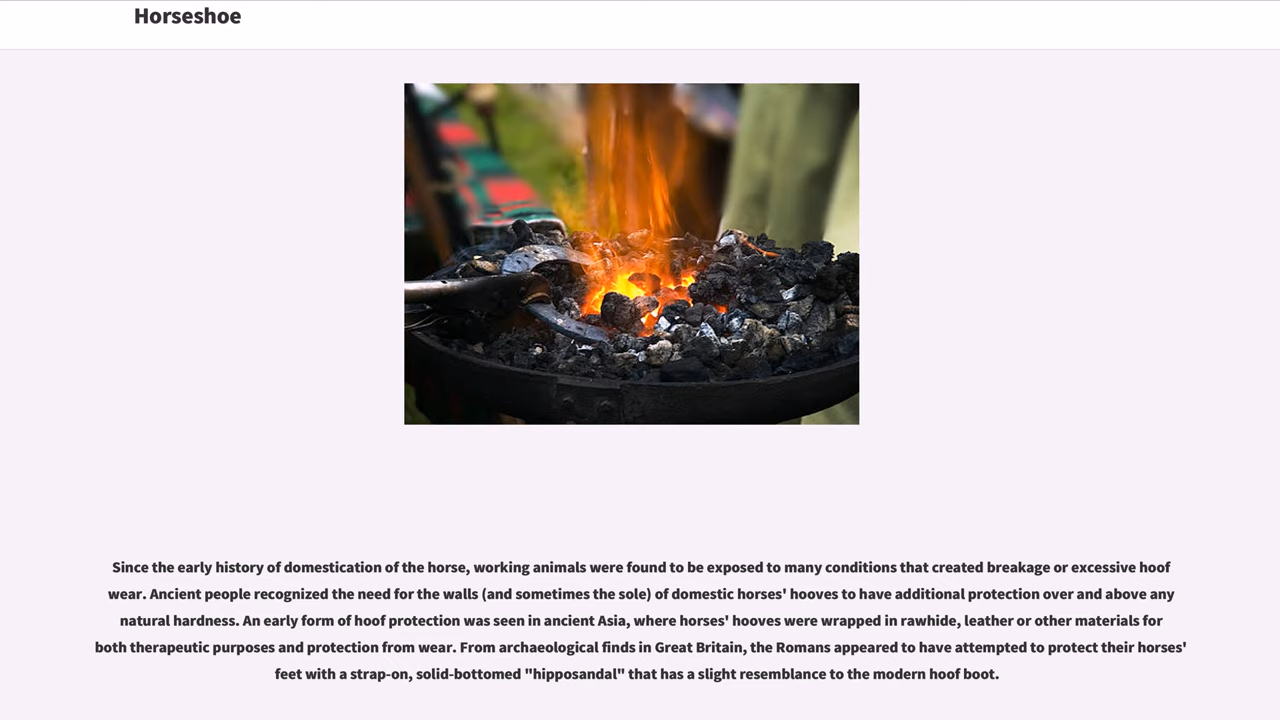 Horseshoe
Since the early history of domestication of the horse, working animals were found to be exposed to many conditions that created breakage or excessive hoof
wear. Ancient people recognized the need for the walls (and sometimes the sole) of domestic horses' hooves to have additional protection over and above any
natural hardness. An early form of hoof protection was seen in ancient Asia, where horses' hooves were wrapped in rawhide, leather or other materials for
both therapeutic purposes and protection from wear. From archaeological finds in Great Britain, the Romans appeared to have attempted to protect their horses'
feet with a strap-on, solid-bottomed "hipposandal" that has a slight resemblance to the modern hoof boot.